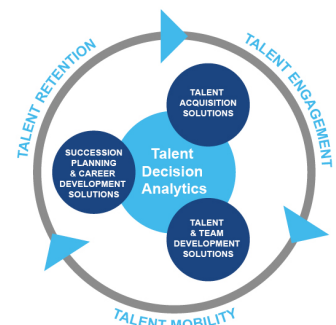 TALENT RETENTION
TALENT ENGAGEMENT
TALENT
ACQUISITION
SOLUTIONS
SUCCESSION
PLANNING
& CAREER
DEVELOPMENT
SOLUTIONS
Talent
Decision
Analytics
TALENT
& TEAM
DEVELOPMENT
SOLUTIONS
TALENT MOBILITY